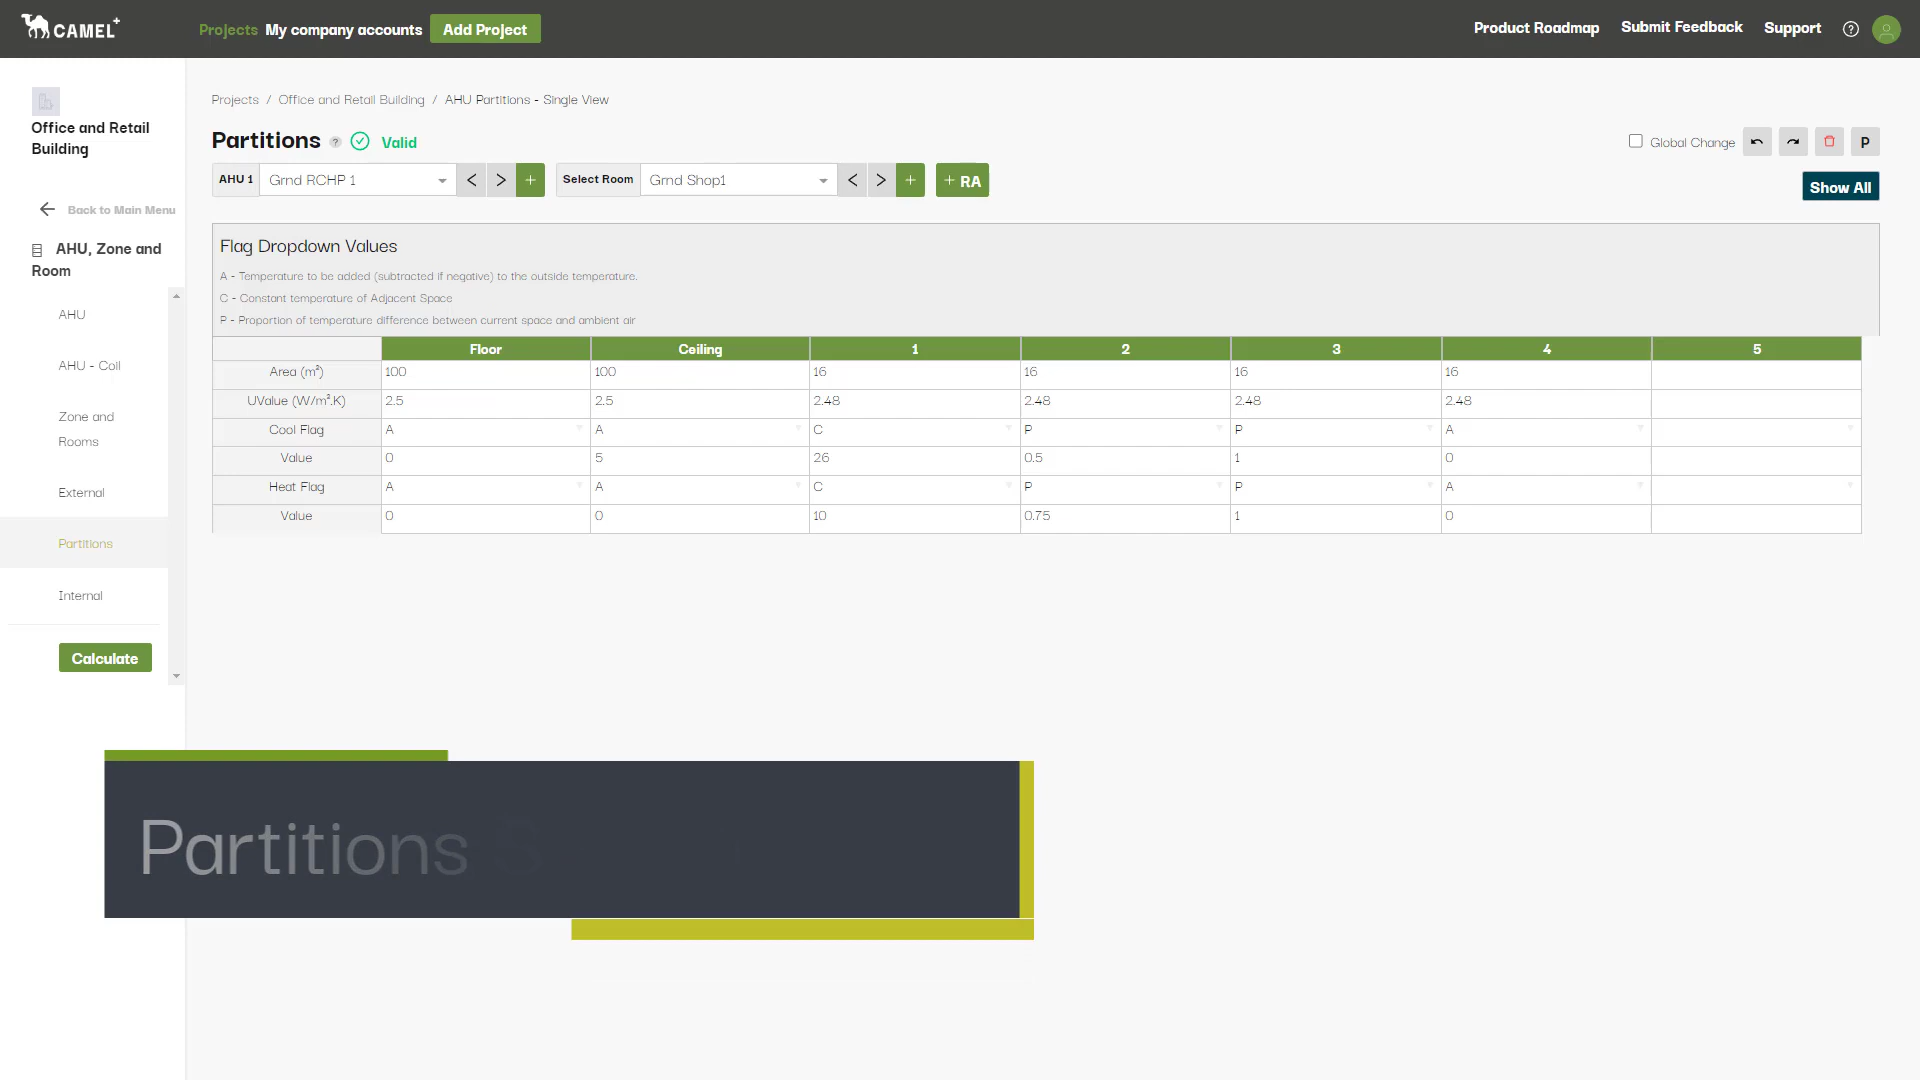 CAMEL+
Projects My company accounts Add Project
Product Roadmap Submit Feedback Support ?
Office and Retail
Building
Back to Main Menu
AHU, Zone and
Room
AHU
AHU - Coil
Zone and
Rooms
External
Partitions
Internal
Calculate
Projects / Office and Retail Building / AHU Partitions - Single View
Partitions ? Valid
Global Change P
AHU 1 Grnd RCHP 1 < > + Select Room Grnd Shop1 < > + + RA
Show All
Flag Dropdown Values
A - Temperature to be added (subtracted if negative) to the outside temperature.
C - Constant temperature of Adjacent Space
P - Proportion of temperature difference between current space and ambient air
Floor Ceiling 1 2 3 4 5
Area (m²) 100 100 16 16 16 16
UValue (W/m².K) 2.5 2.5 2.48 2.48 2.48 2.48
Cool Flag A A C P P A
Value 0 5 26 0.5 1 0
Heat Flag A A C P P A
Value 0 0 10 0.75 1 0
Partitions